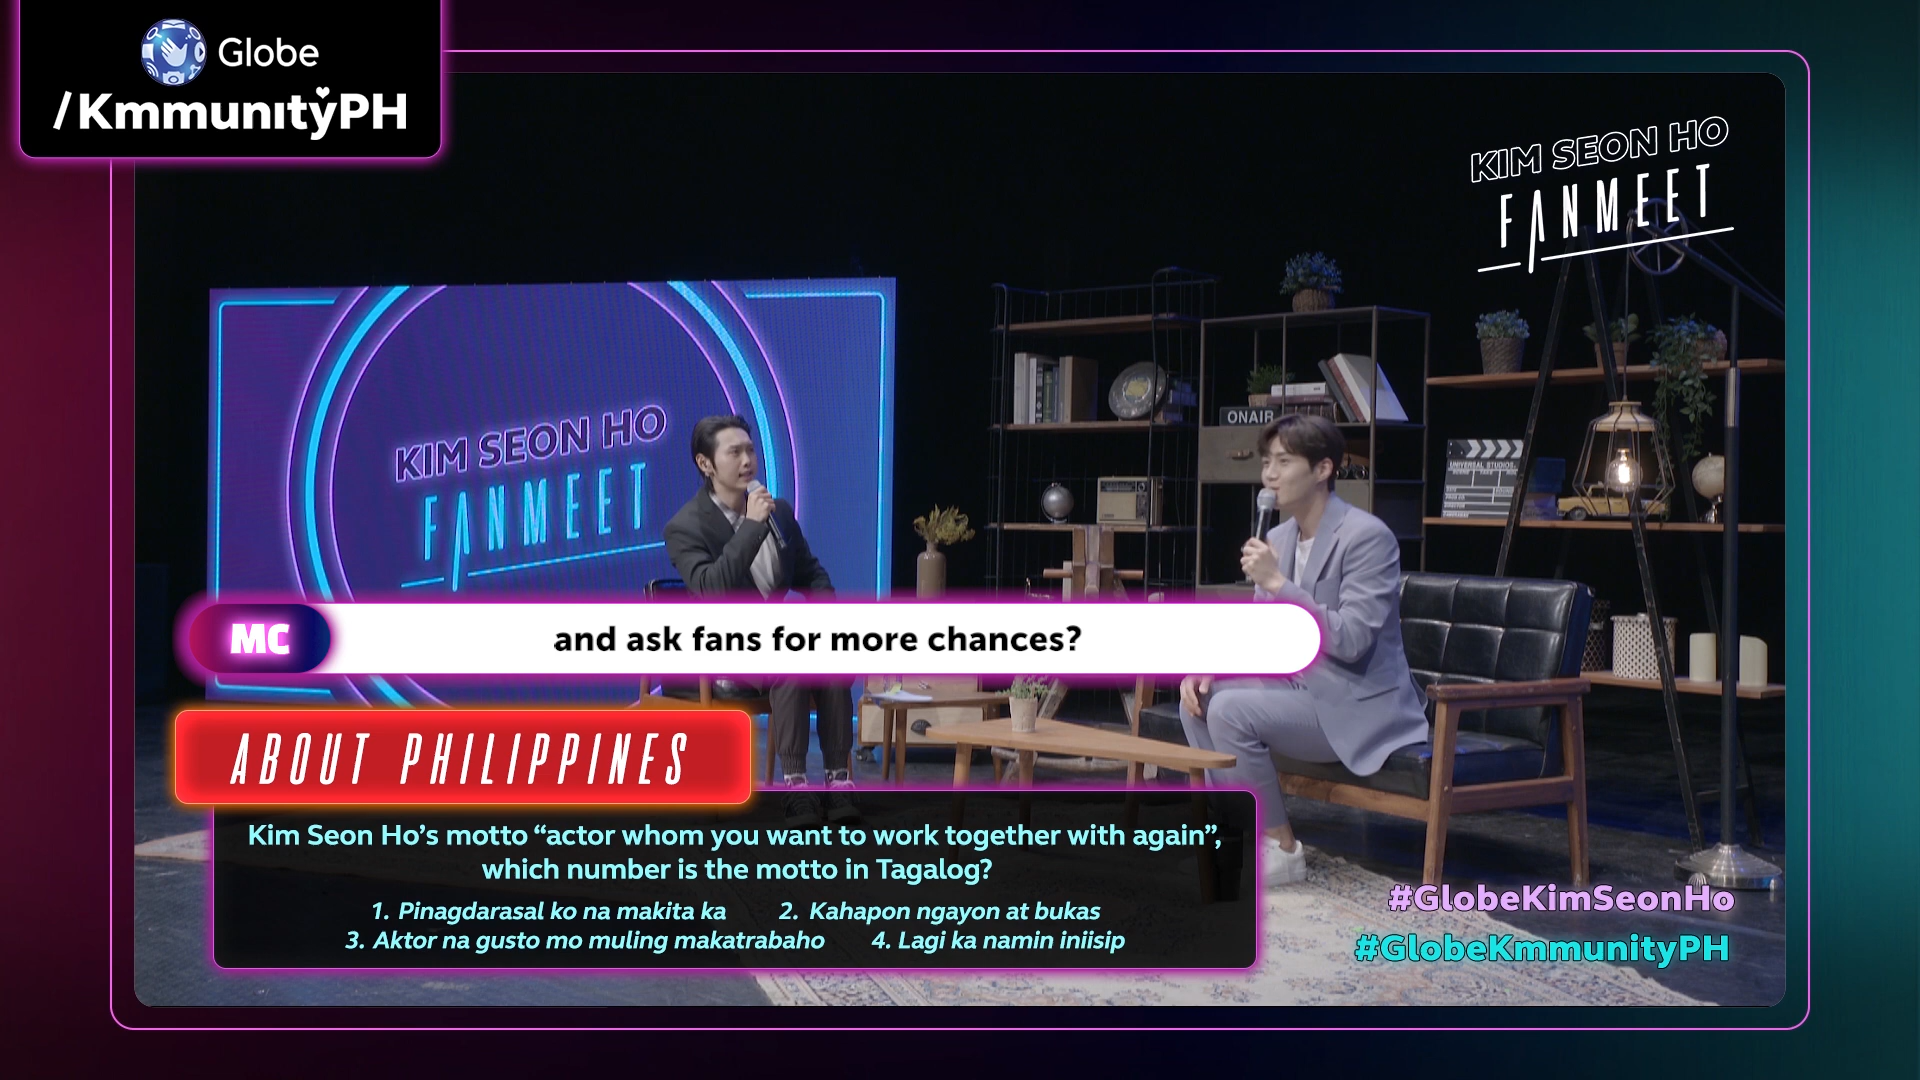 Globe
/KmmunityPH
KIM SEON HO
FANMEET
KIM SEON HO
FANMEET
ONAIR
UNIVERSAL STUDIOS
MC
and ask fans for more chances?
ABOUT PHILIPPINES
Kim Seon Ho’s motto “actor whom you want to work together with again”,
which number is the motto in Tagalog?
1. Pinagdarasal ko na makita ka 2. Kahapon ngayon at bukas
3. Aktor na gusto mo muling makatrabaho 4. Lagi ka namin iniisip
#GlobeKimSeonHo
#GlobeKmmunityPH